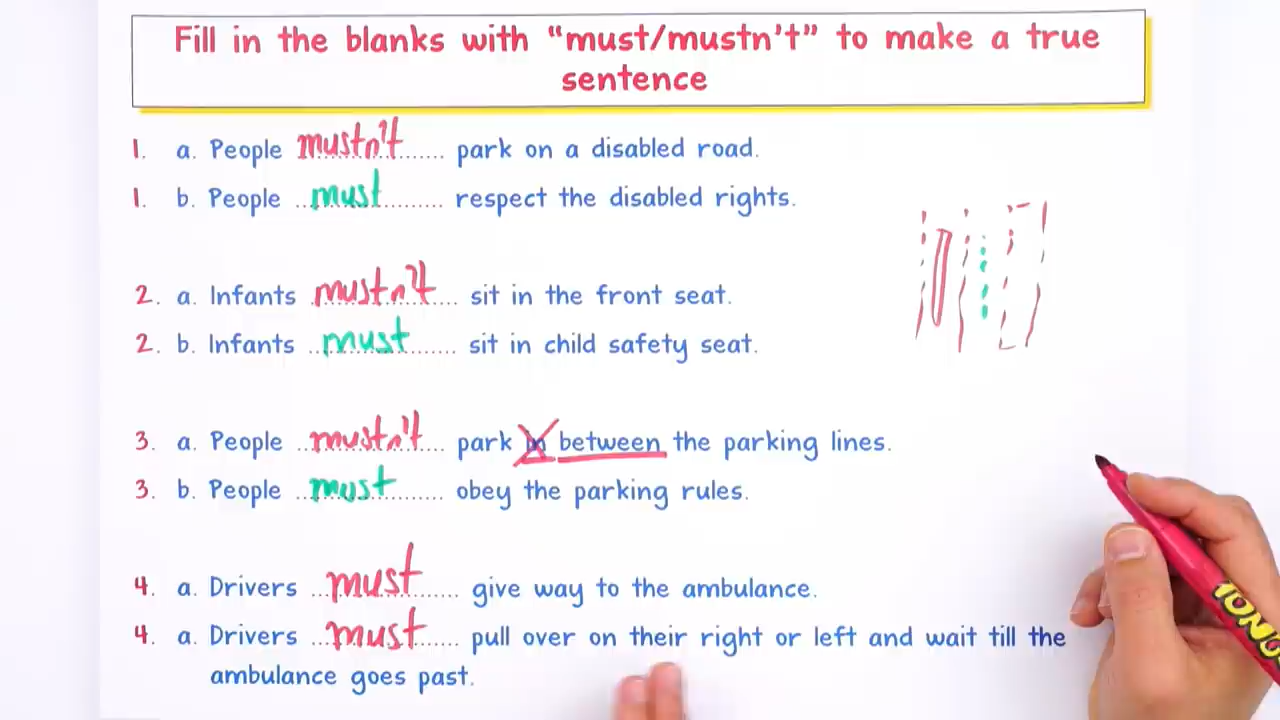 Fill in the blanks with “must/mustn’t” to make a true
sentence
1. a. People mustn't park on a disabled road.
1. b. People must respect the disabled rights.
2. a. Infants mustn't sit in the front seat.
2. b. Infants must sit in child safety seat.
3. a. People mustn't park in between the parking lines.
3. b. People must obey the parking rules.
4. a. Drivers must give way to the ambulance.
4. a. Drivers must pull over on their right or left and wait till the
ambulance goes past.